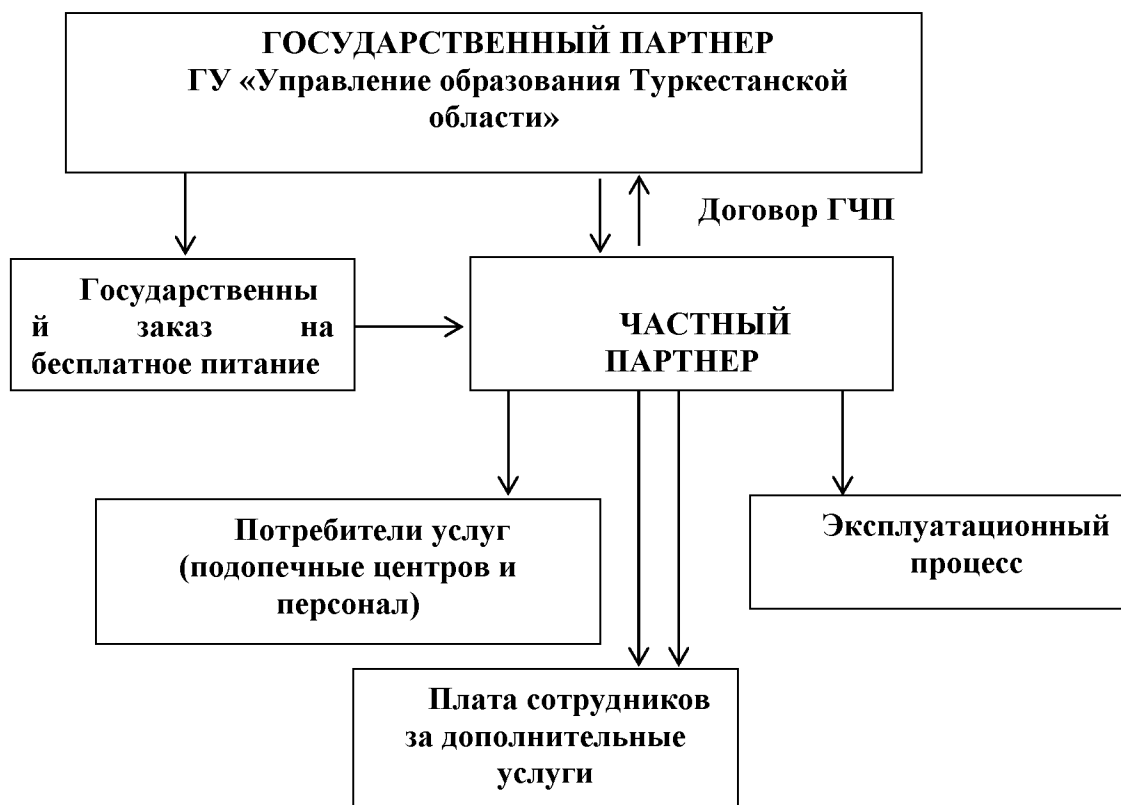 ГОСУДАРСТВЕННЫЙ ПАРТНЕР
ГУ «Управление образования Туркестанской
области»
Договор ГЧП
Государственны
й заказ на
бесплатное питание
ЧАСТНЫЙ
ПАРТНЕР
Потребители услуг
(подопечные центров и
персонал)
Эксплуатационный
процесс
Плата сотрудников
за дополнительные
услуги